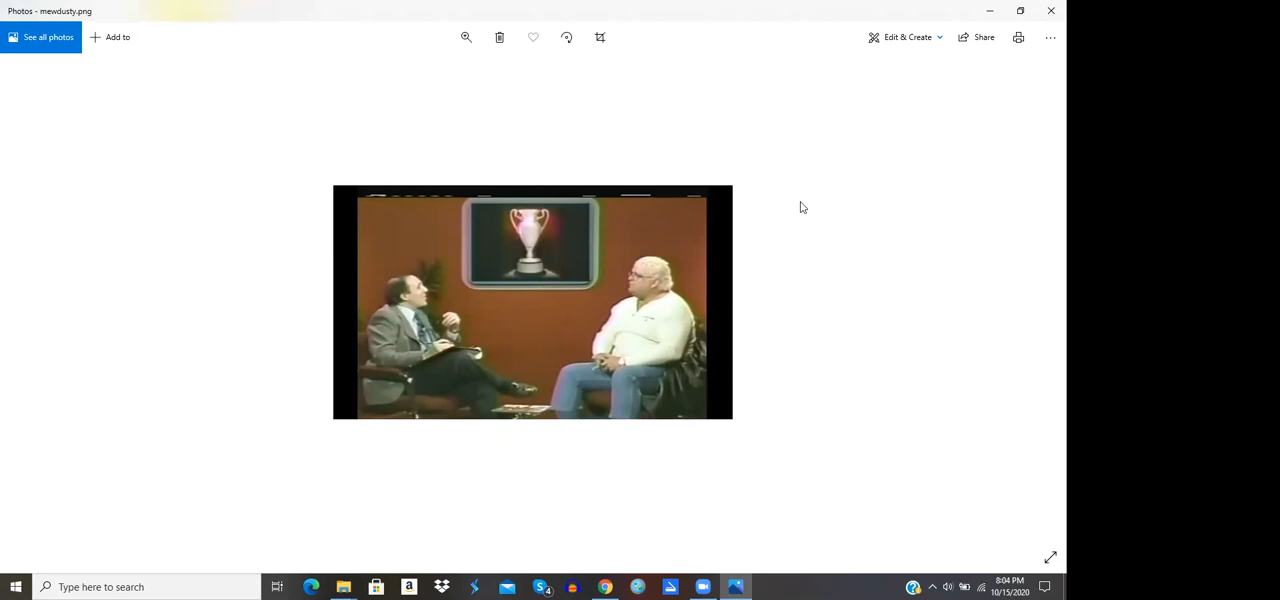 Photos - mewdusty.png
See all photos
Add to
Edit & Create
Share
Type here to search
a
4
8:04 PM
10/15/2020